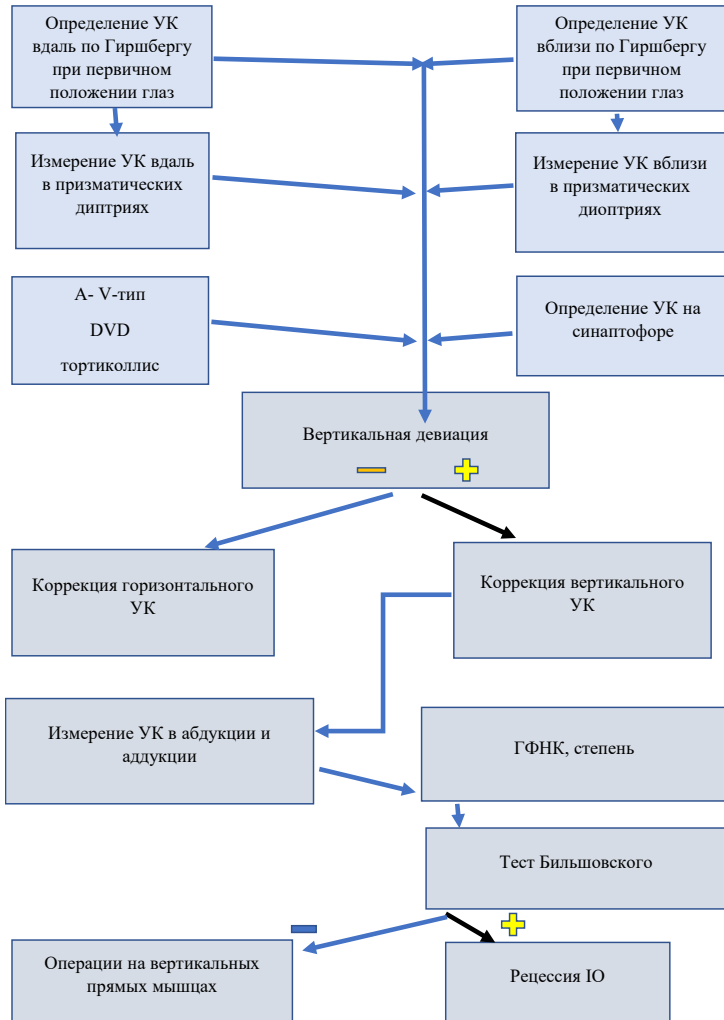 Определение УК
вдаль по Гиршбергу
при первичном
положении глаз
Определение УК
вблизи по Гиршбергу
при первичном
положении глаз
Измерение УК вдаль
в призматических
диптриях
Измерение УК вблизи
в призматических
диоптриях
А- V-тип
DVD
тортиколлис
Определение УК на
синаптофоре
Вертикальная девиация
Коррекция горизонтального
УК
Коррекция вертикального
УК
Измерение УК в абдукции и
аддукции
ГФНК, степень
Тест Бильшовского
Операции на вертикальных
прямых мышцах
Рецессия IO